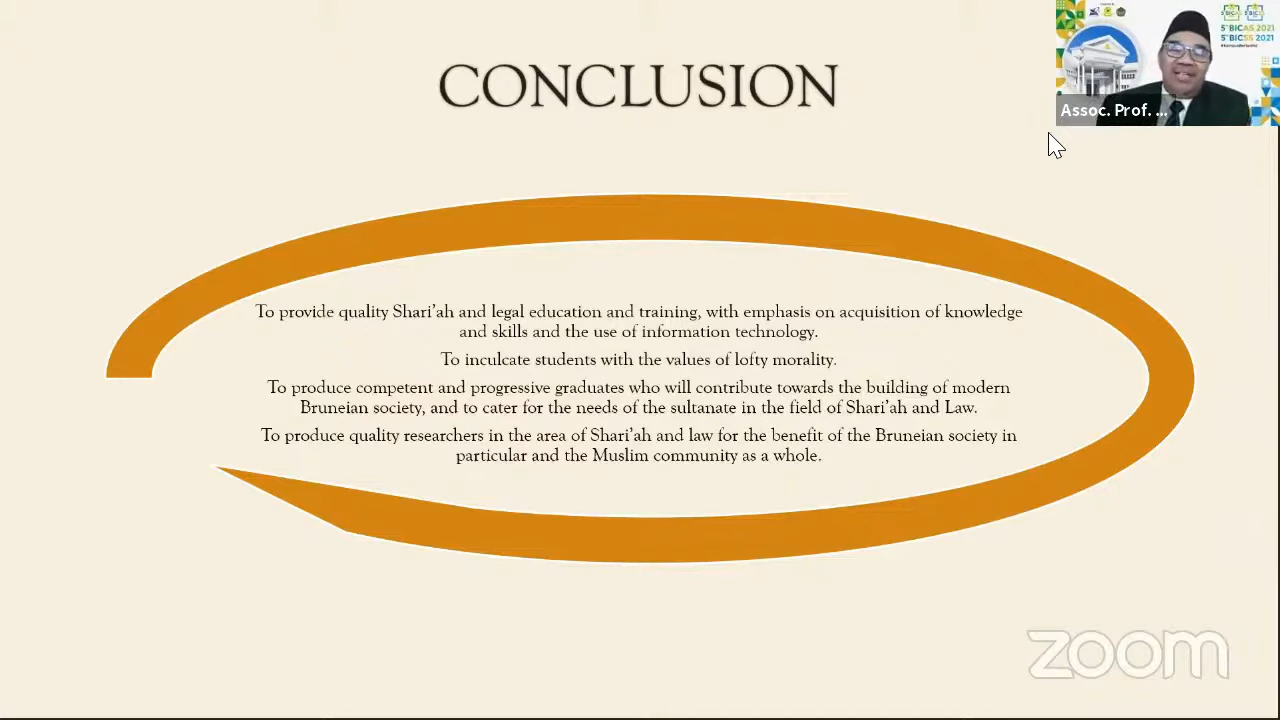 CONCLUSION
5thBICAS 2021
5thBICSS 2021
Assoc. Prof. ...
To provide quality Shari’ah and legal education and training, with emphasis on acquisition of knowledge
and skills and the use of information technology.
To inculcate students with the values of lofty morality.
To produce competent and progressive graduates who will contribute towards the building of modern
Bruneian society, and to cater for the needs of the sultanate in the field of Shari’ah and Law.
To produce quality researchers in the area of Shari’ah and law for the benefit of the Bruneian society in
particular and the Muslim community as a whole.
zoom